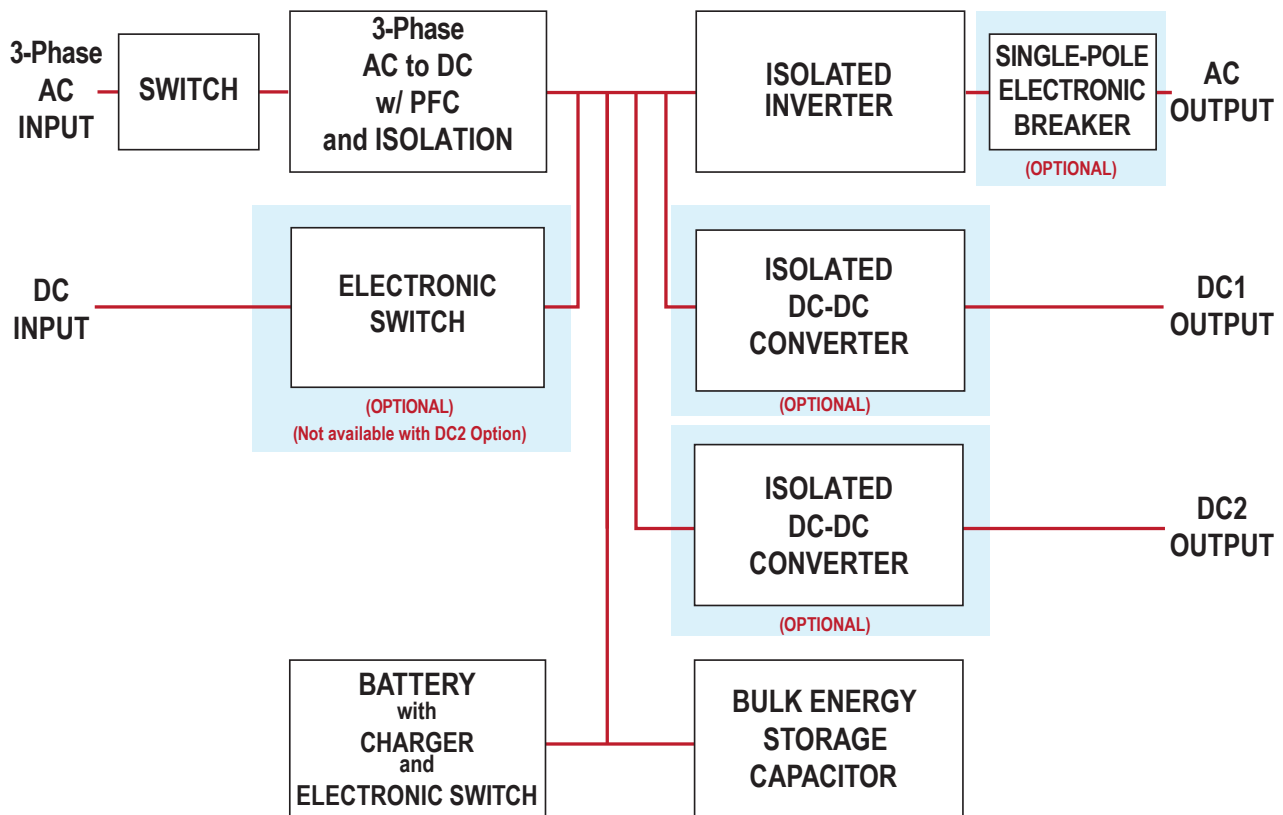 3-Phase
AC
INPUT
SWITCH
3-Phase
AC to DC
w/ PFC
and ISOLATION
ISOLATED
INVERTER
SINGLE-POLE
ELECTRONIC
BREAKER
(OPTIONAL)
AC
OUTPUT
DC
INPUT
ELECTRONIC
SWITCH
(OPTIONAL)
(Not available with DC2 Option)
ISOLATED
DC-DC
CONVERTER
(OPTIONAL)
DC1
OUTPUT
ISOLATED
DC-DC
CONVERTER
(OPTIONAL)
DC2
OUTPUT
BATTERY
with
CHARGER
and
ELECTRONIC SWITCH
BULK ENERGY
STORAGE
CAPACITOR